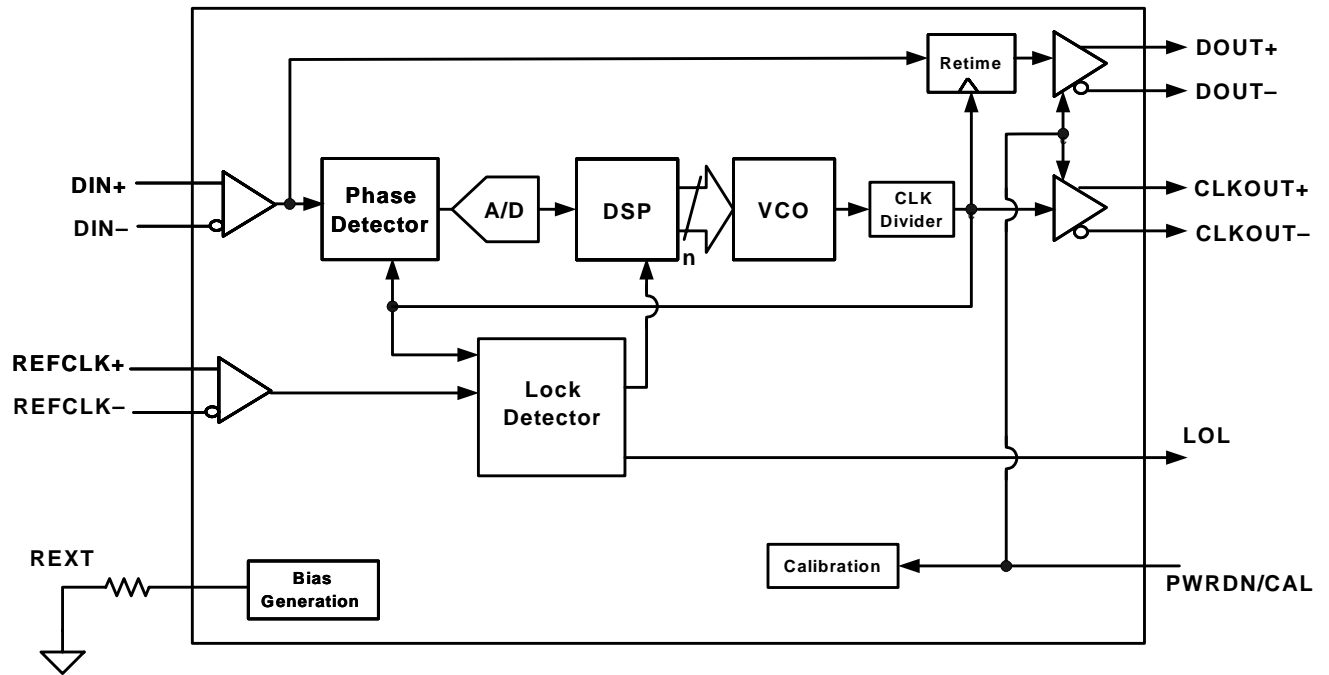 DOUT+
Retime
DOUT–
DIN+
DIN–
Phase
Detector
A/D
DSP
n
VCO
CLK
Divider
CLKOUT+
CLKOUT–
REFCLK+
REFCLK–
Lock
Detector
LOL
REXT
Bias
Generation
Calibration
PWRDN/CAL